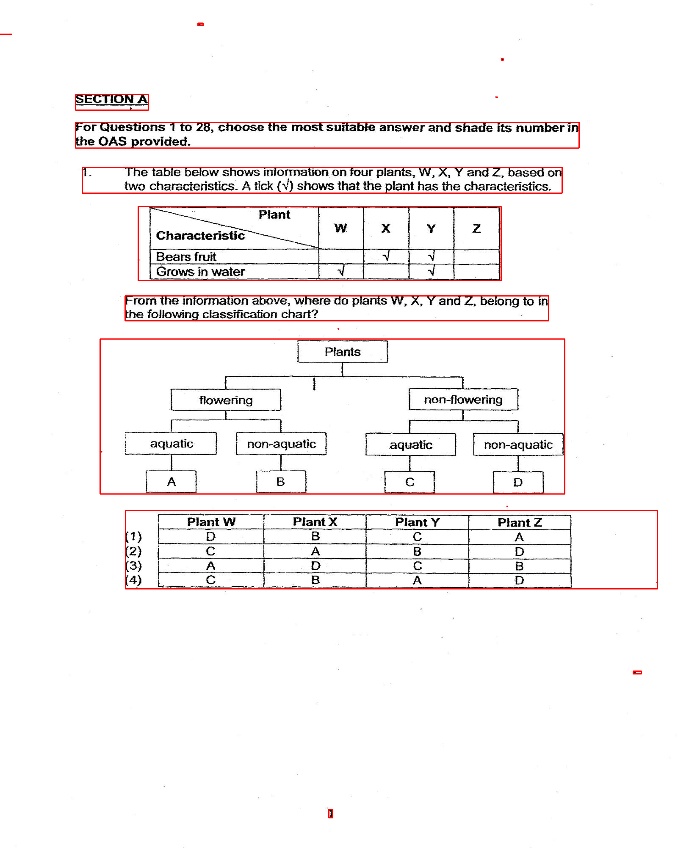 SECTION A
For Questions 1 to 28, choose the most suitable answer and shade its number in
the OAS provided.
1. The table below shows information on four plants, W, X, Y and Z, based on
two characteristics. A tick (√) shows that the plant has the characteristics.
Plant
Characteristic W X Y Z
Bears fruit √ √
Grows in water √ √
From the information above, where do plants W, X, Y and Z, belong to in
the following classification chart?
Plants
flowering non-flowering
aquatic non-aquatic aquatic non-aquatic
A B C D
Plant W Plant X Plant Y Plant Z
(1) D B C A
(2) C A B D
(3) A D C B
(4) C B A D